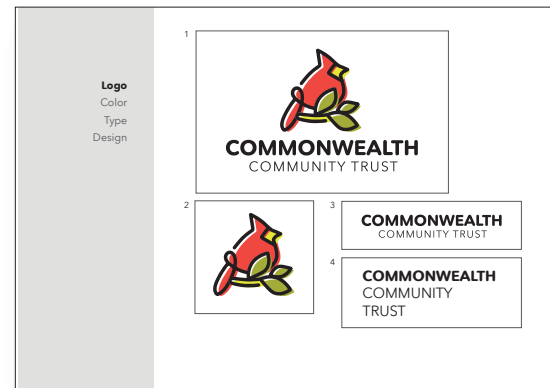 Logo
Color
Type
Design
1
COMMONWEALTH
COMMUNITY TRUST
2
3
COMMONWEALTH
COMMUNITY TRUST
4
COMMONWEALTH
COMMUNITY
TRUST